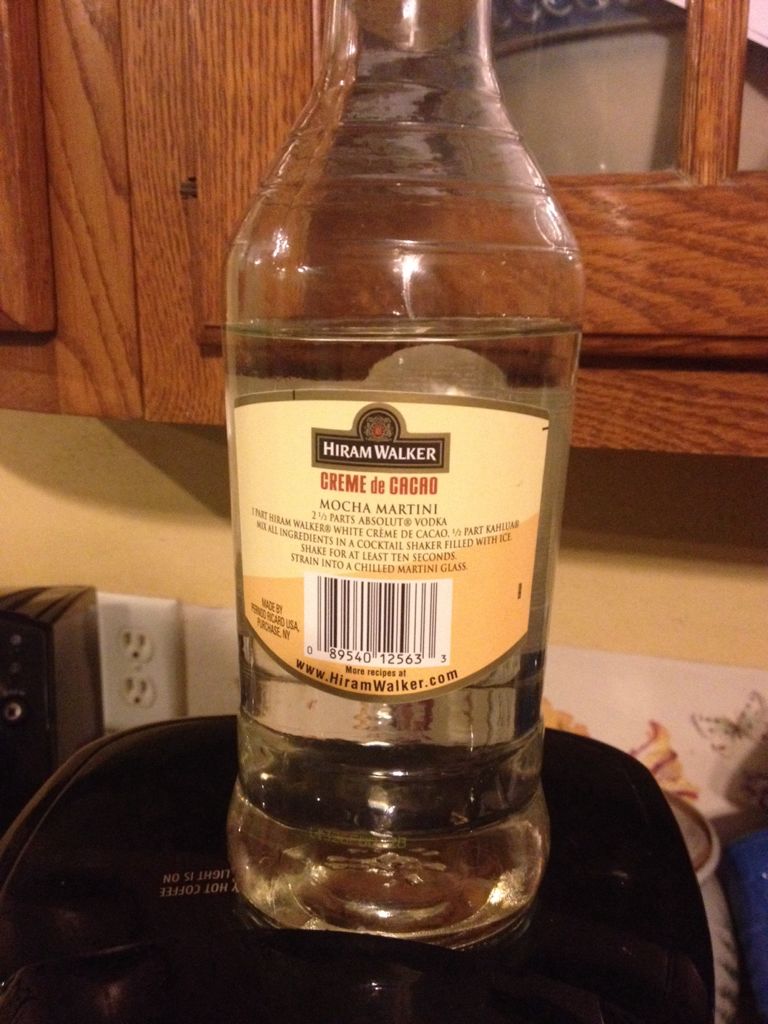 HIRAM WALKER
CREME de CACAO
MOCHA MARTINI
2 1/2 PARTS ABSOLUT® VODKA
1 PART HIRAM WALKER® WHITE CRÈME DE CACAO, 1/2 PART KAHLUA®
MIX ALL INGREDIENTS IN A COCKTAIL SHAKER FILLED WITH ICE.
SHAKE FOR AT LEAST TEN SECONDS.
STRAIN INTO A CHILLED MARTINI GLASS.
MADE BY
PERNOD RICARD USA,
PURCHASE, NY
0 89540 12563 3
More recipes at
www.HiramWalker.com
HOT COFFEE
LIGHT IS ON